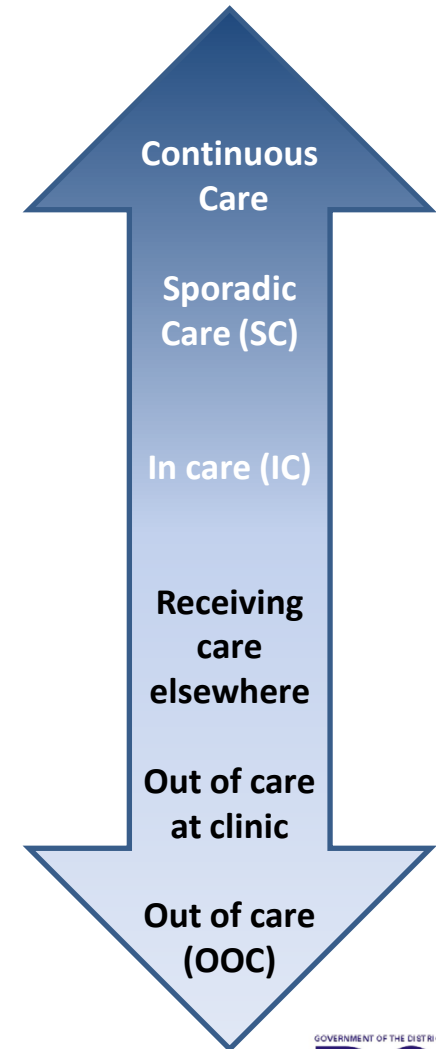 Continuous
Care
Sporadic
Care (SC)
In care (IC)
Receiving
care
elsewhere
Out of care
at clinic
Out of care
(OOC)
GOVERNMENT OF THE